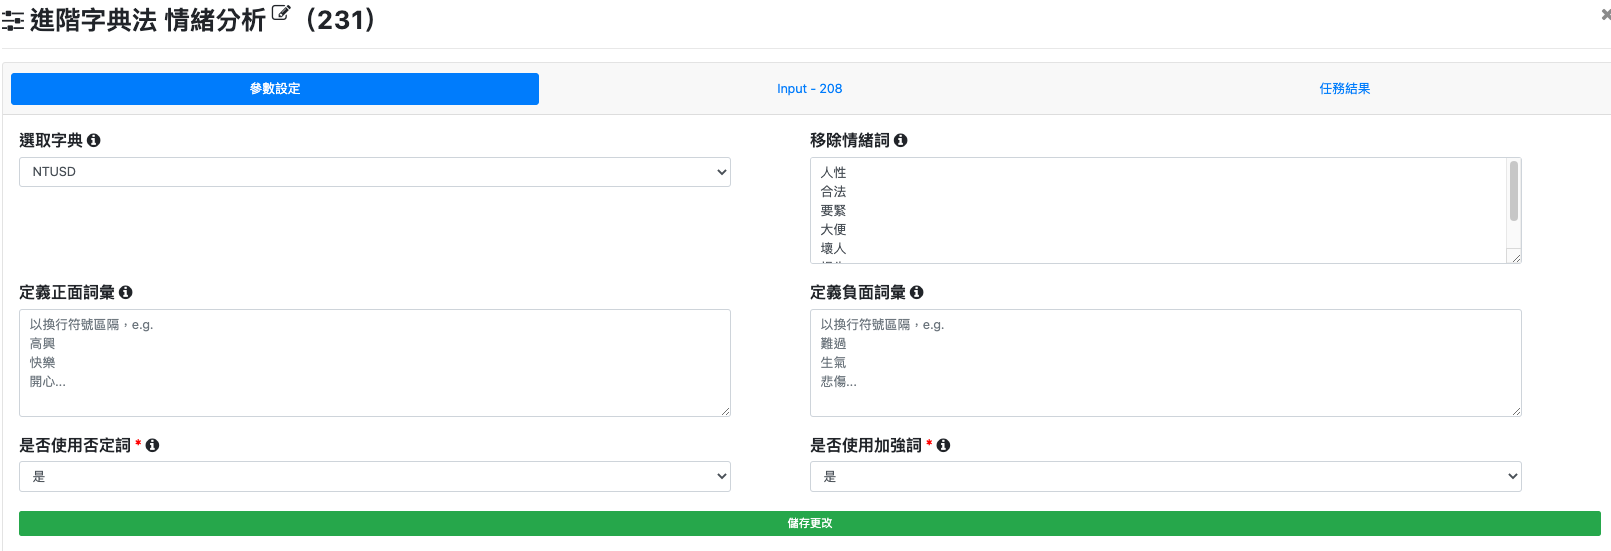 進階字典法 情緒分析（231）
參數設定
Input - 208
任務結果
選取字典
移除情緒詞
NTUSD
人性
合法
要緊
大便
壞人
定義正面詞彙
定義負面詞彙
以換行符號區隔，e.g.
高興
快樂
開心...
以換行符號區隔，e.g.
難過
生氣
悲傷...
是否使用否定詞 *
是否使用加強詞 *
是
是
儲存更改